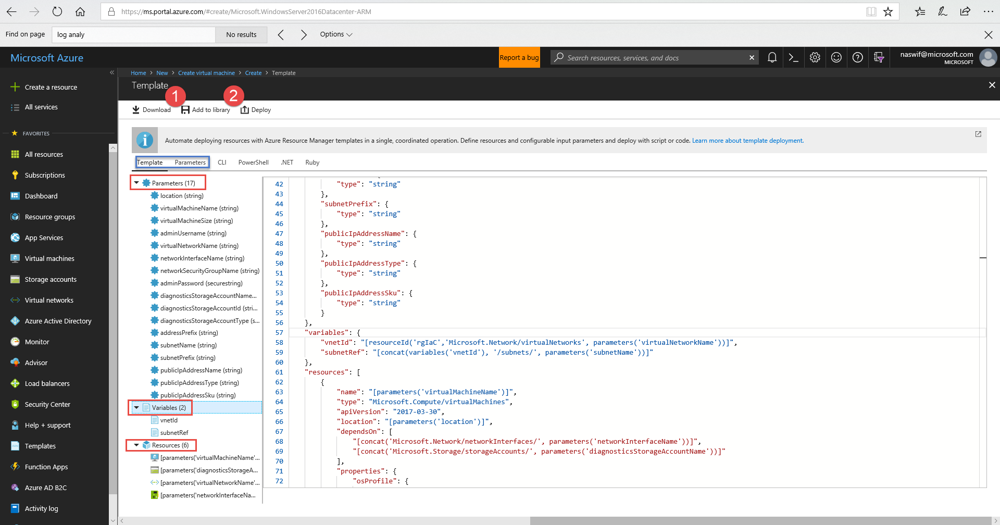 https://ms.portal.azure.com/#create/Microsoft.WindowsServer2016Datacenter-ARM
Find on page
log analy
No results
Options
Microsoft Azure
Report a bug
Search resources, services, and docs
naswif@microsoft.com
MICROSOFT
Home > New > Create virtual machine > Create > Template
Template
1
2
Download
Add to library
Deploy
Automate deploying resources with Azure Resource Manager templates in a single, coordinated operation. Define resources and configurable input parameters and deploy with script or code. Learn more about template deployment.
Template
Parameters
CLI
PowerShell
.NET
Ruby
Create a resource
All services
FAVORITES
All resources
Subscriptions
Dashboard
Resource groups
App Services
Virtual machines
Storage accounts
Virtual networks
Azure Active Directory
Monitor
Advisor
Load balancers
Security Center
Help + support
Templates
Function Apps
Azure AD B2C
Activity log
Parameters (17)
location (string)
virtualMachineName (string)
virtualMachineSize (string)
adminUsername (string)
virtualNetworkName (string)
networkInterfaceName (string)
networkSecurityGroupName (string)
adminPassword (securestring)
diagnosticsStorageAccountName...
diagnosticsStorageAccountId (stri...
diagnosticsStorageAccountType (s...
addressPrefix (string)
subnetName (string)
subnetPrefix (string)
publicIpAddressName (string)
publicIpAddressType (string)
publicIpAddressSku (string)
Variables (2)
vnetId
subnetRef
Resources (6)
[parameters('virtualMachineName'...
[parameters('diagnosticsStorageA...
[parameters('virtualNetworkName'...
[parameters('networkInterfaceNa...
42 "type": "string"
43 },
44 "subnetPrefix": {
45 "type": "string"
46 },
47 "publicIpAddressName": {
48 "type": "string"
49 },
50 "publicIpAddressType": {
51 "type": "string"
52 },
53 "publicIpAddressSku": {
54 "type": "string"
55 }
56 },
57 "variables": {
58 "vnetId": "[resourceId('rgIaC','Microsoft.Network/virtualNetworks', parameters('virtualNetworkName'))]",
59 "subnetRef": "[concat(variables('vnetId'), '/subnets/', parameters('subnetName'))]"
60 },
61 "resources": [
62 {
63 "name": "[parameters('virtualMachineName')]",
64 "type": "Microsoft.Compute/virtualMachines",
65 "apiVersion": "2017-03-30",
66 "location": "[parameters('location')]",
67 "dependsOn": [
68 "[concat('Microsoft.Network/networkInterfaces/', parameters('networkInterfaceName'))]",
69 "[concat('Microsoft.Storage/storageAccounts/', parameters('diagnosticsStorageAccountName'))]"
70 ],
71 "properties": {
72 "osProfile": {